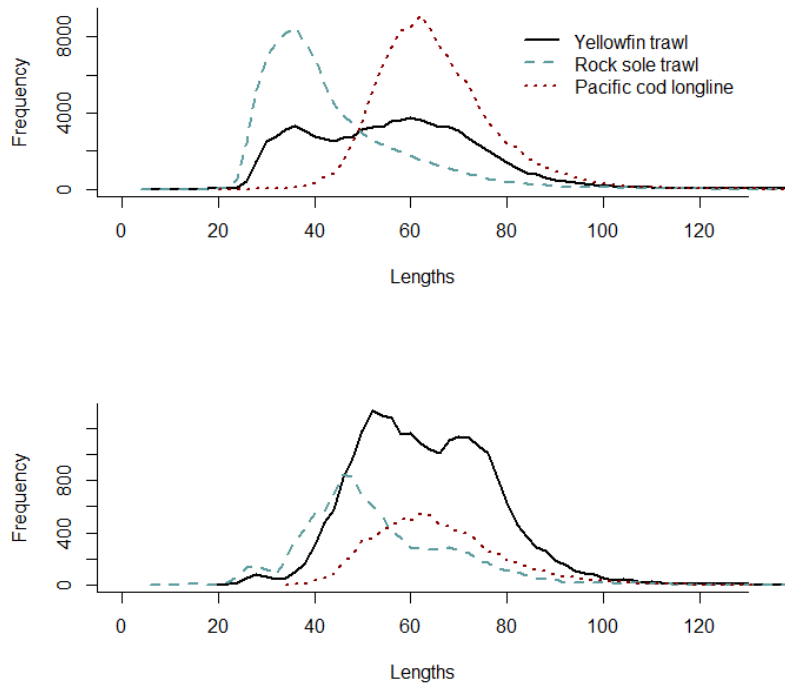 Frequency
8000
4000
0
Yellowfin trawl
Rock sole trawl
Pacific cod longline
0 20 40 60 80 100 120
Lengths
Frequency
800
400
0
0 20 40 60 80 100 120
Lengths